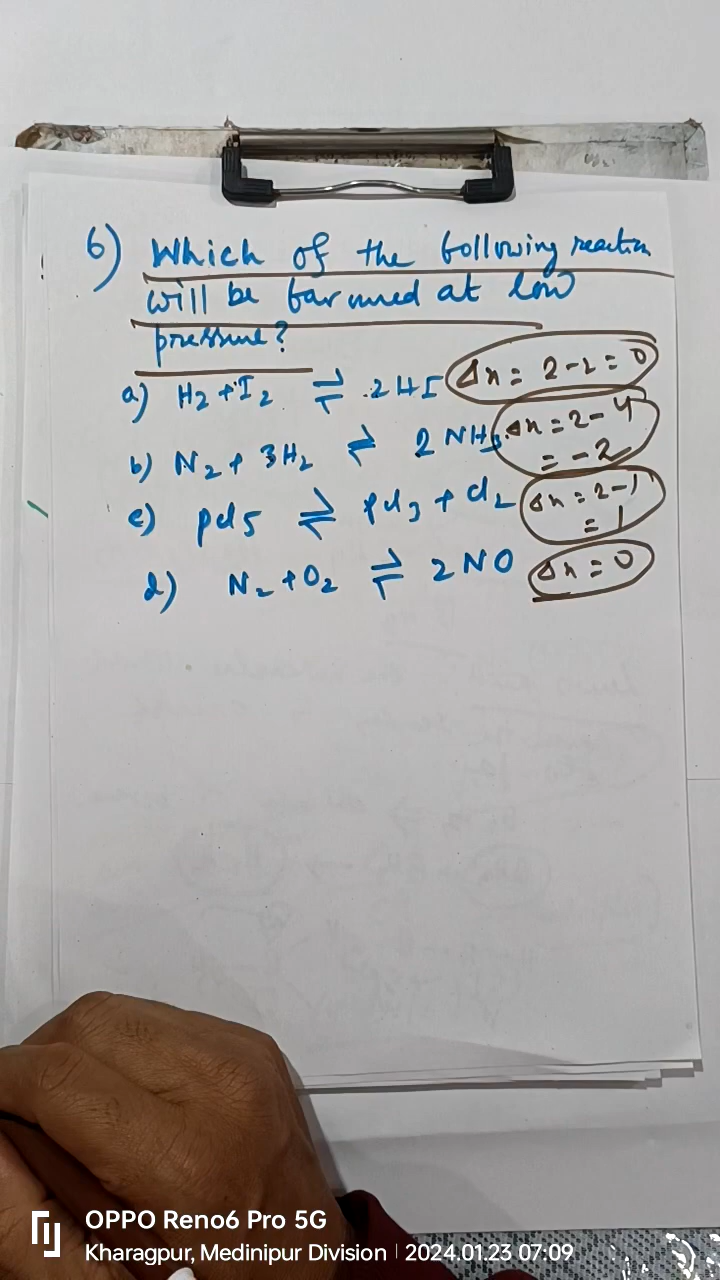 6) Which of the following reaction
will be favoured at low
pressure?
a) H2 + I2 ⇌ 2HI Δn = 2-2 = 0
b) N2 + 3H2 ⇌ 2NH3 Δn = 2-4
= -2
c) pcl5 ⇌ pcl3 + cl2 Δn = 2-1
= 1
d) N2 + O2 ⇌ 2NO Δn = 0
OPPO Reno6 Pro 5G
Kharagpur, Medinipur Division | 2024.01.23 07:09